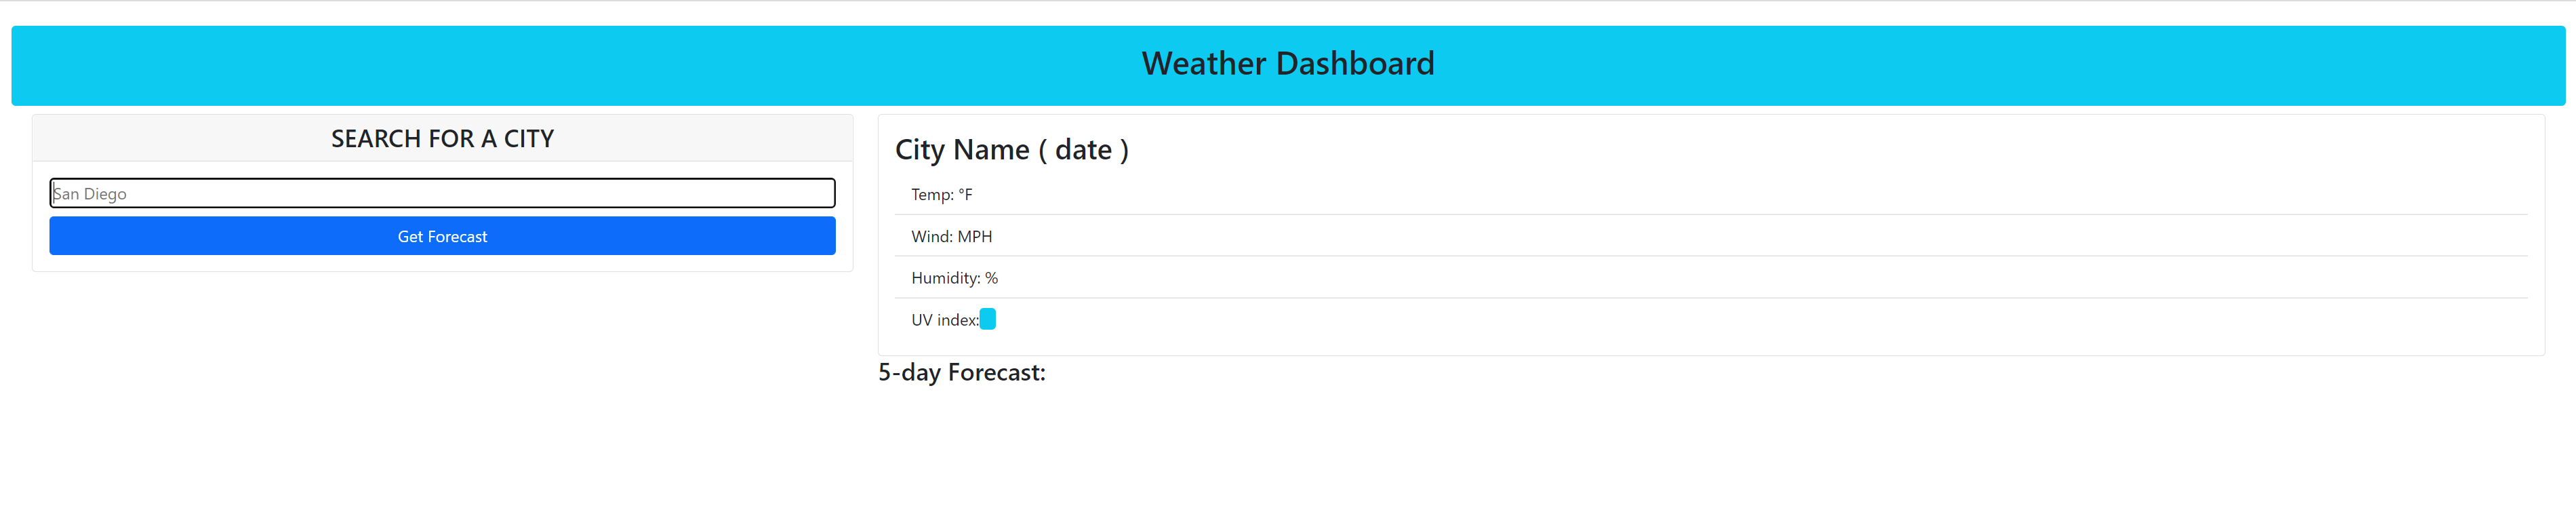 Weather Dashboard
SEARCH FOR A CITY
San Diego
Get Forecast
City Name ( date )
Temp: °F
Wind: MPH
Humidity: %
UV index:
5-day Forecast: